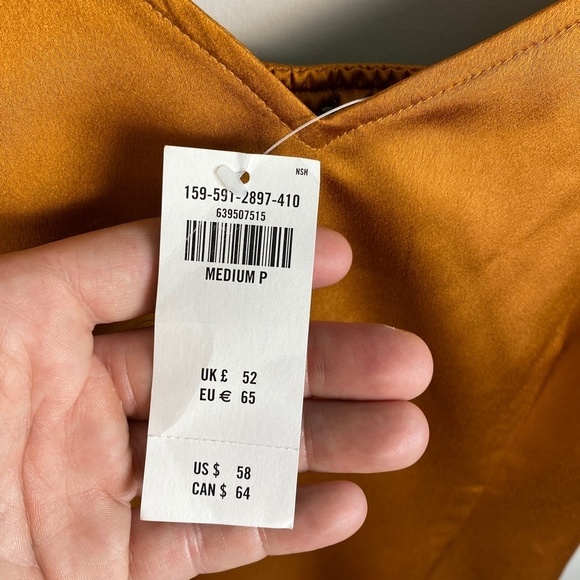 NSH
159-591-2897-410
639507515
MEDIUM P
UK £ 52
EU € 65
US $ 58
CAN $ 64